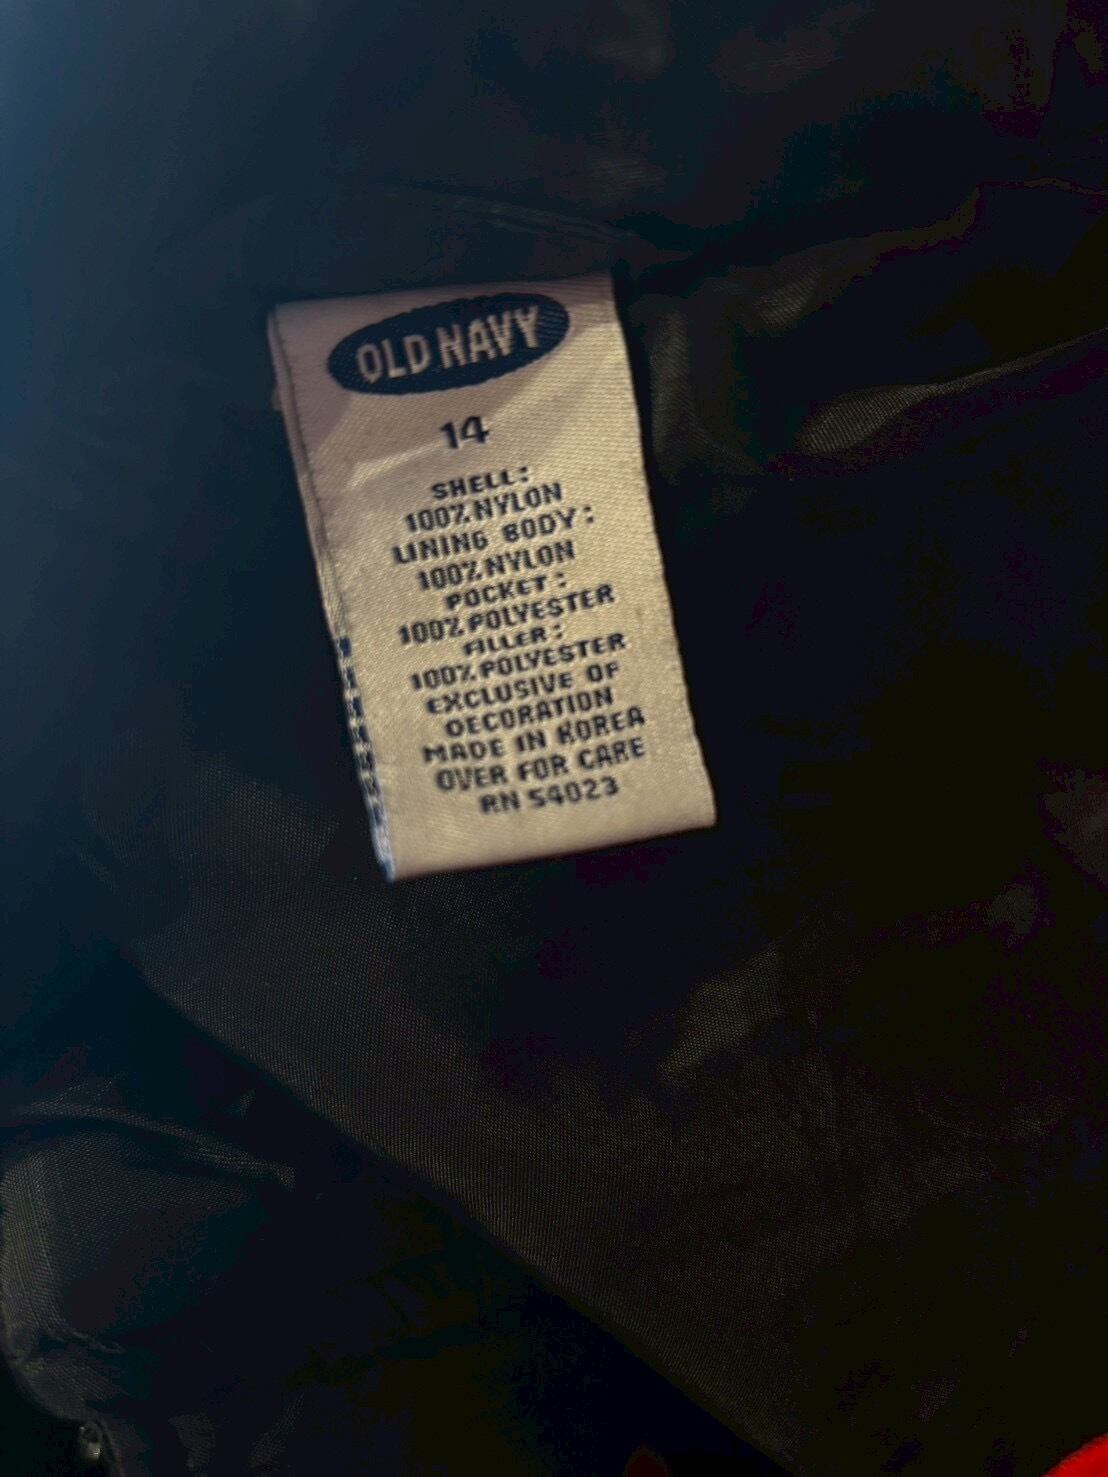 OLD NAVY
14
SHELL:
100% NYLON
LINING BODY:
100% NYLON
POCKET:
100% POLYESTER
FILLER:
100% POLYESTER
EXCLUSIVE OF
DECORATION
MADE IN KOREA
OVER FOR CARE
RN 54023